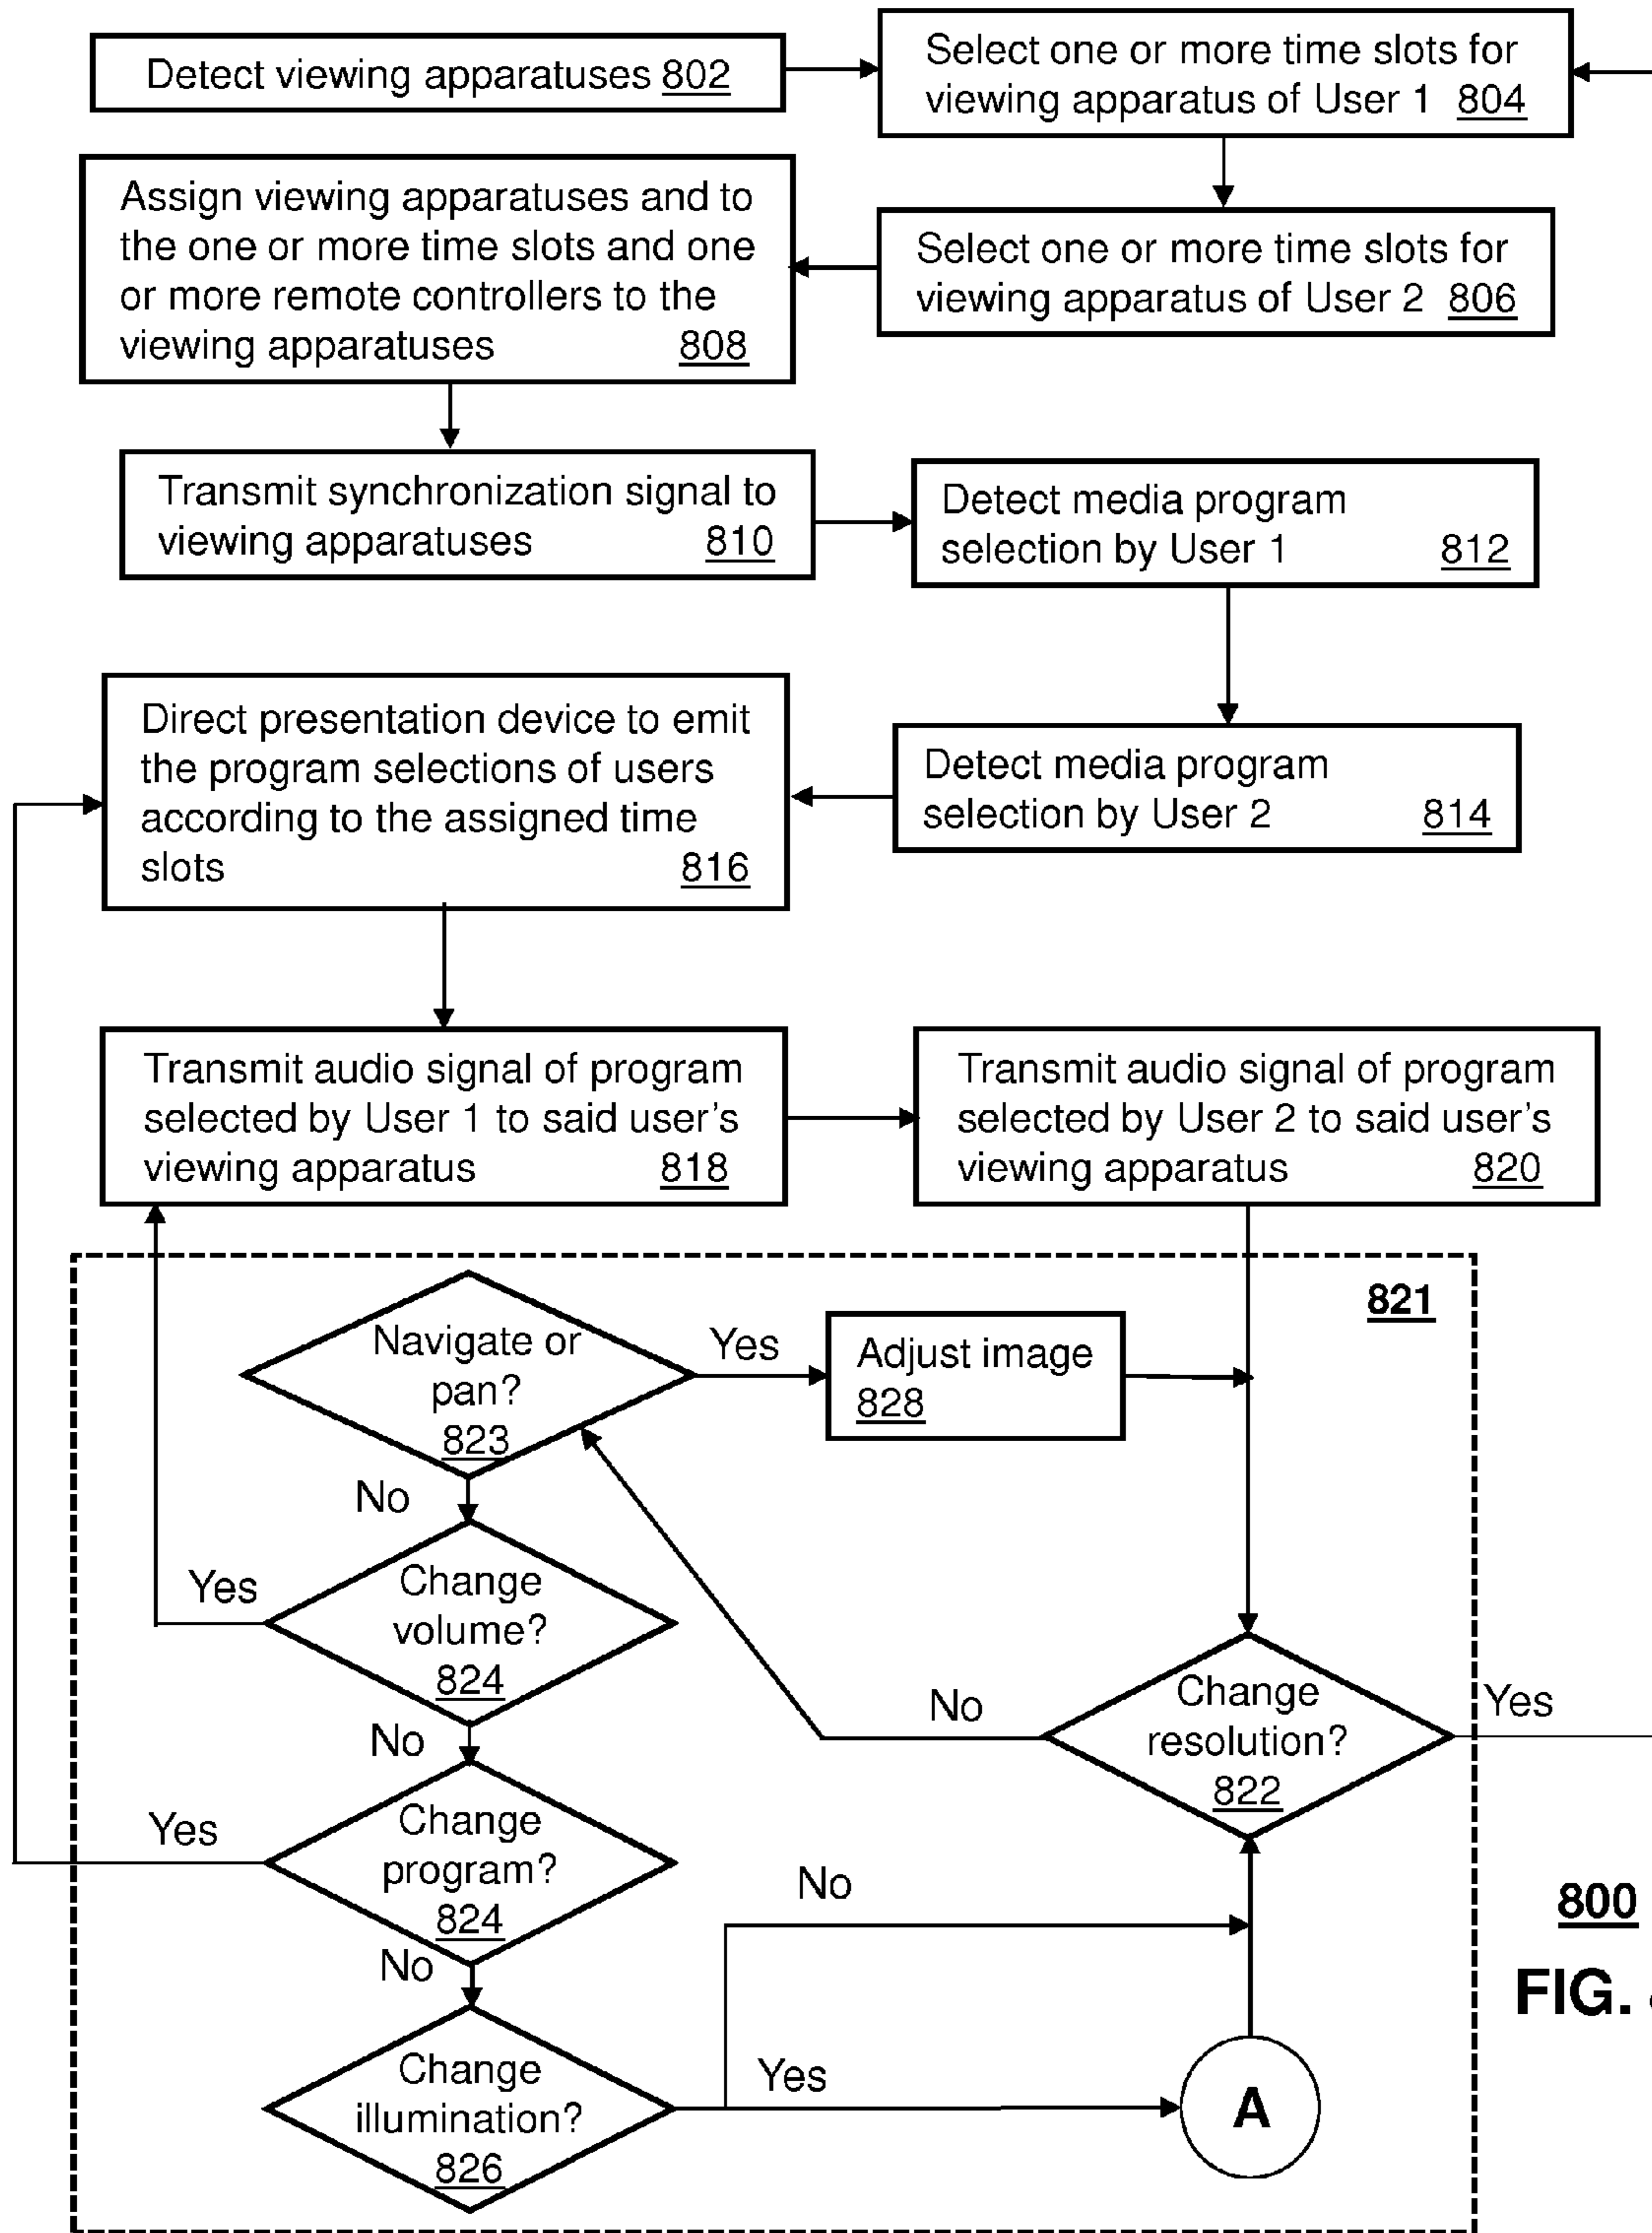 Detect viewing apparatuses 802
Select one or more time slots for
viewing apparatus of User 1 804
Assign viewing apparatuses and to
the one or more time slots and one
or more remote controllers to the
viewing apparatuses 808
Select one or more time slots for
viewing apparatus of User 2 806
Transmit synchronization signal to
viewing apparatuses 810
Detect media program
selection by User 1 812
Direct presentation device to emit
the program selections of users
according to the assigned time
slots 816
Detect media program
selection by User 2 814
Transmit audio signal of program
selected by User 1 to said user's
viewing apparatus 818
Transmit audio signal of program
selected by User 2 to said user's
viewing apparatus 820
821
Navigate or
pan?
823
Yes
Adjust image
828
No
Change
volume?
824
Yes
No
Change
resolution?
822
No
Yes
Change
program?
824
Yes
No
Change
illumination?
826
No
Yes
A
800
FIG.